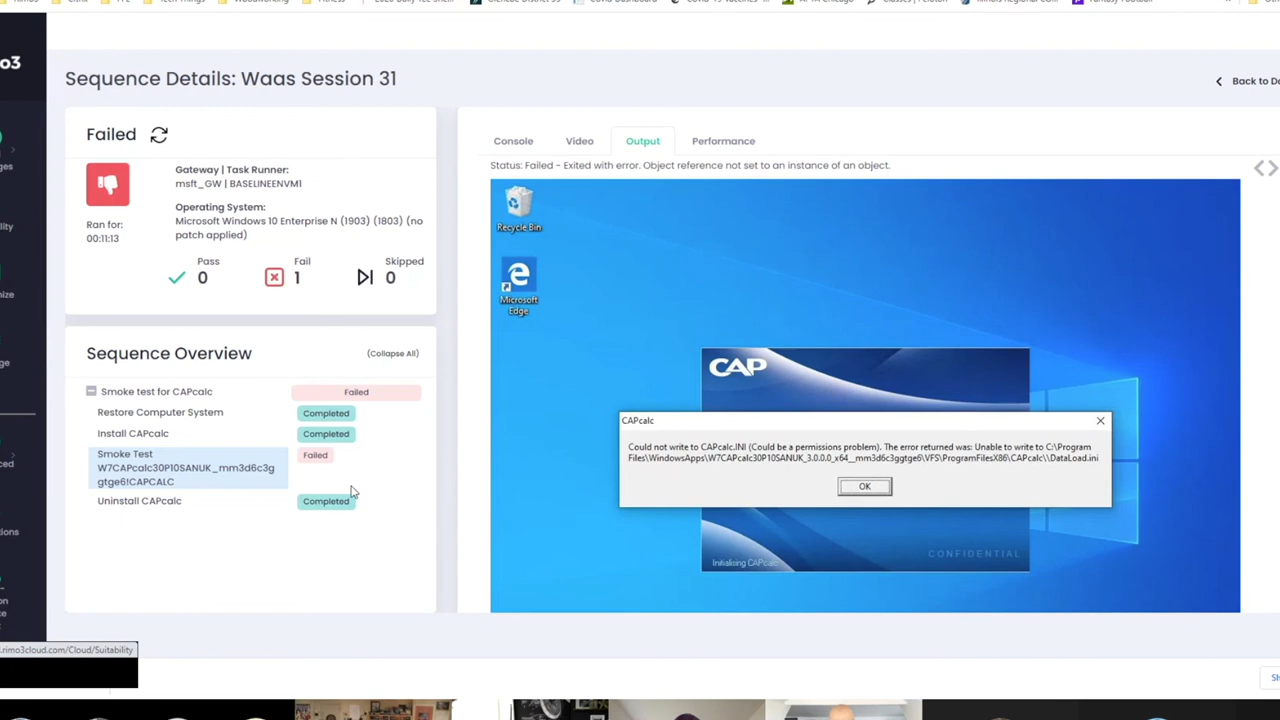 Sequence Details: Waas Session 31
Back to Do
Failed
Gateway | Task Runner:
msft_GW | BASELINEENVM1
Operating System:
Microsoft Windows 10 Enterprise N (1903) (1803) (no
patch applied)
Ran for:
00:11:13
Pass
0
Fail
1
Skipped
0
Sequence Overview
(Collapse All)
Smoke test for CAPcalc
Failed
Restore Computer System
Completed
Install CAPcalc
Completed
Smoke Test
W7CAPcalc30P10SANUK_mm3d6c3g
gtge6!CAPCALC
Failed
Uninstall CAPcalc
Completed
Console
Video
Output
Performance
Status: Failed - Exited with error. Object reference not set to an instance of an object.
Recycle Bin
Microsoft
Edge
CAP
CAPcalc
Could not write to CAPcalc.INI (Could be a permissions problem). The error returned was: Unable to write to C:\Program
Files\WindowsApps\W7CAPcalc30P10SANUK_3.0.0.0_x64__mm3d6c3ggtge6\VFS\ProgramFilesX86\CAPcalc\\DataLoad.ini
OK
CONFIDENTIAL
Initialising CAPcalc
.rimo3cloud.com/Cloud/Suitability